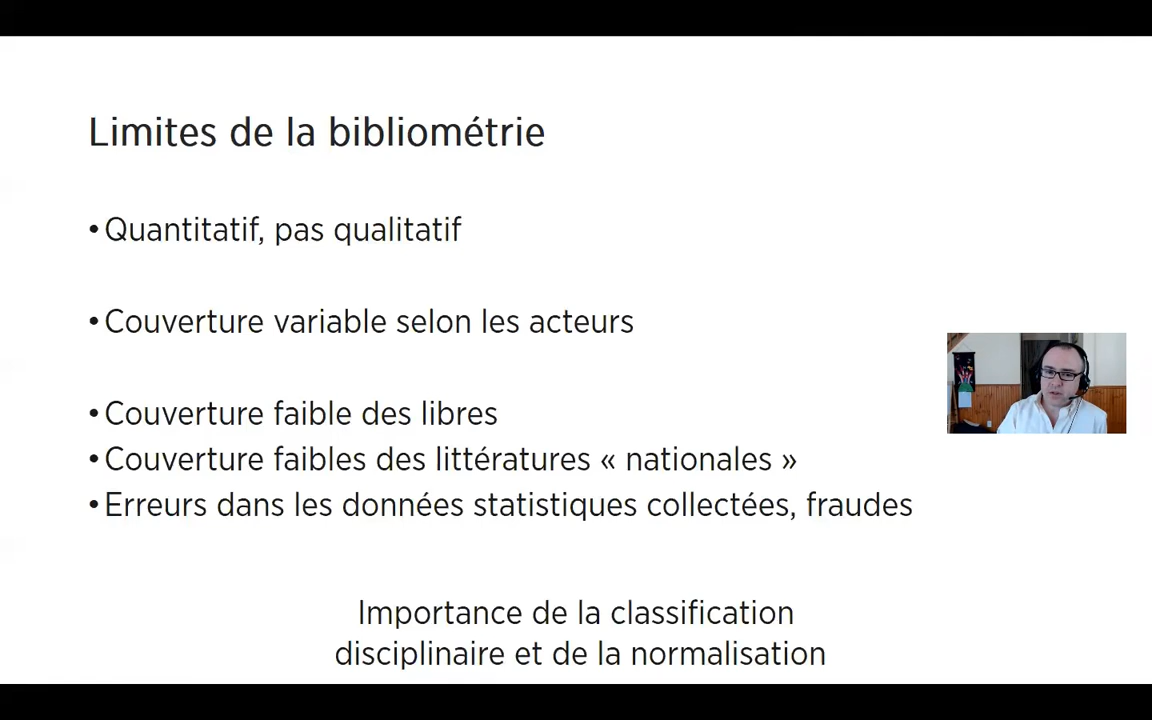 Limites de la bibliométrie
•Quantitatif, pas qualitatif
•Couverture variable selon les acteurs
•Couverture faible des libres
•Couverture faibles des littératures « nationales »
•Erreurs dans les données statistiques collectées, fraudes
Importance de la classification
disciplinaire et de la normalisation